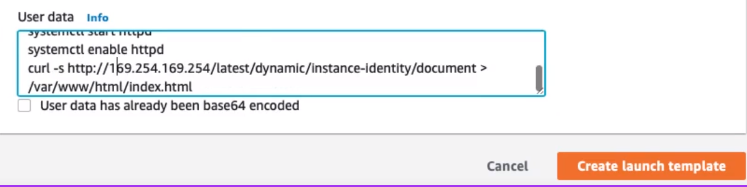 User data Info
systemctl start httpd
systemctl enable httpd
curl -s http://169.254.169.254/latest/dynamic/instance-identity/document >
/var/www/html/index.html
User data has already been base64 encoded
Cancel
Create launch template